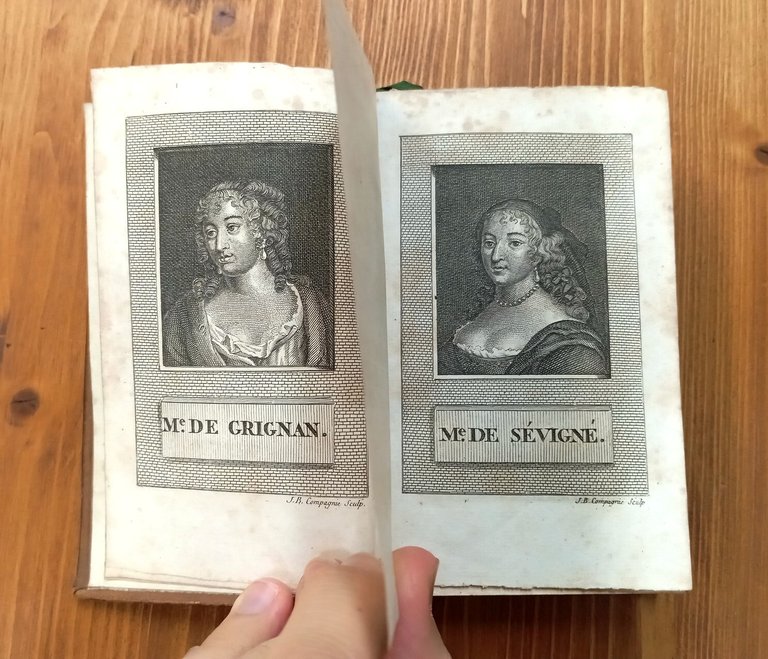 Me. DE GRIGNAN.
J. B. Compagnie Sculp.
Me. DE SÉVIGNÉ.
J. B. Compagnie Sculp